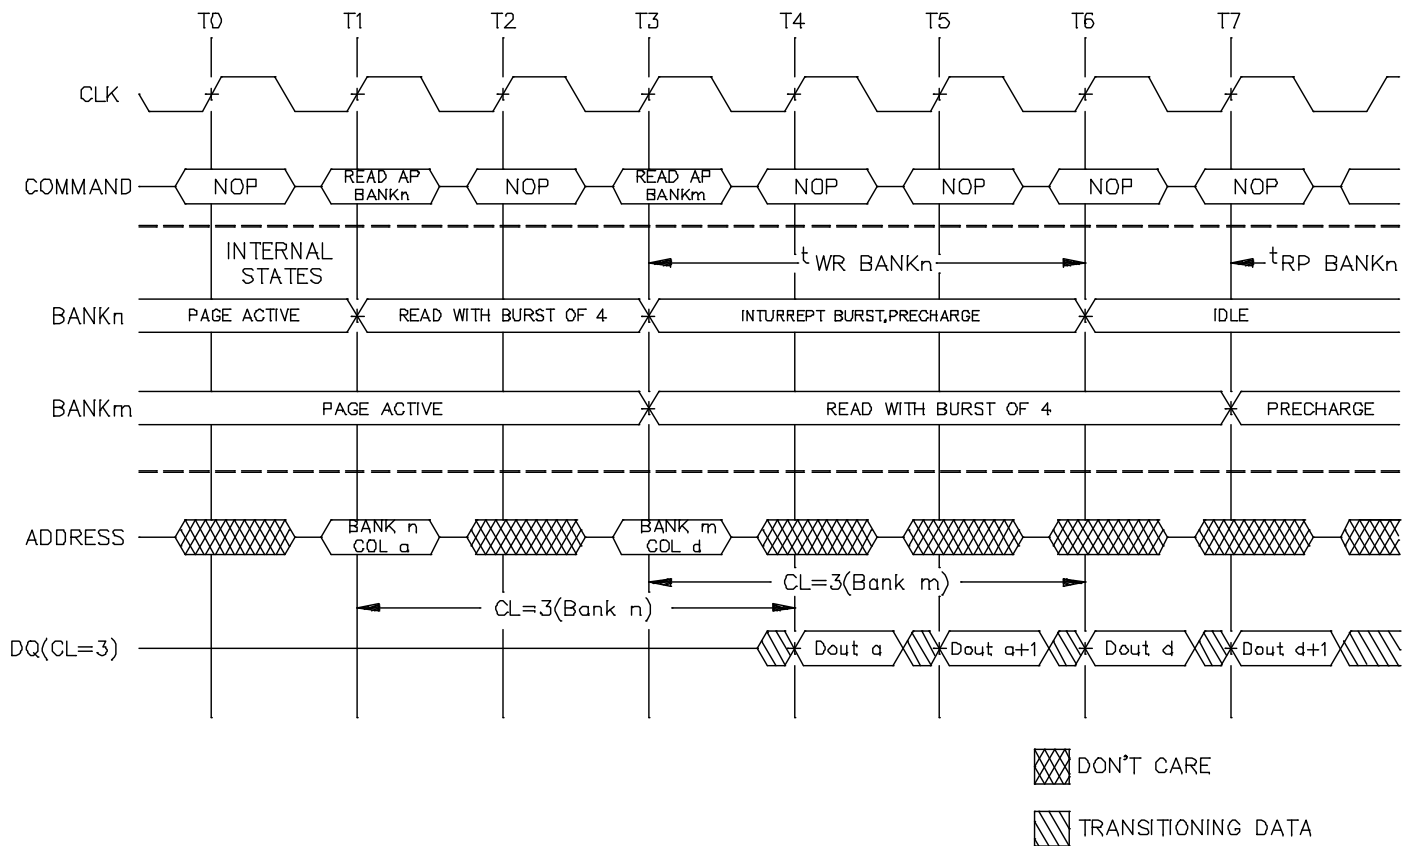 T0 T1 T2 T3 T4 T5 T6 T7
CLK
COMMAND NOP READ AP BANKn NOP READ AP BANKm NOP NOP NOP NOP
INTERNAL STATES
tWR BANKn tRP BANKn
BANKn PAGE ACTIVE READ WITH BURST OF 4 INTURREPT BURST,PRECHARGE IDLE
BANKm PAGE ACTIVE READ WITH BURST OF 4 PRECHARGE
ADDRESS BANK n COL a BANK m COL d
CL=3(Bank m)
CL=3(Bank n)
DQ(CL=3) Dout a Dout a+1 Dout d Dout d+1
DON'T CARE
TRANSITIONING DATA